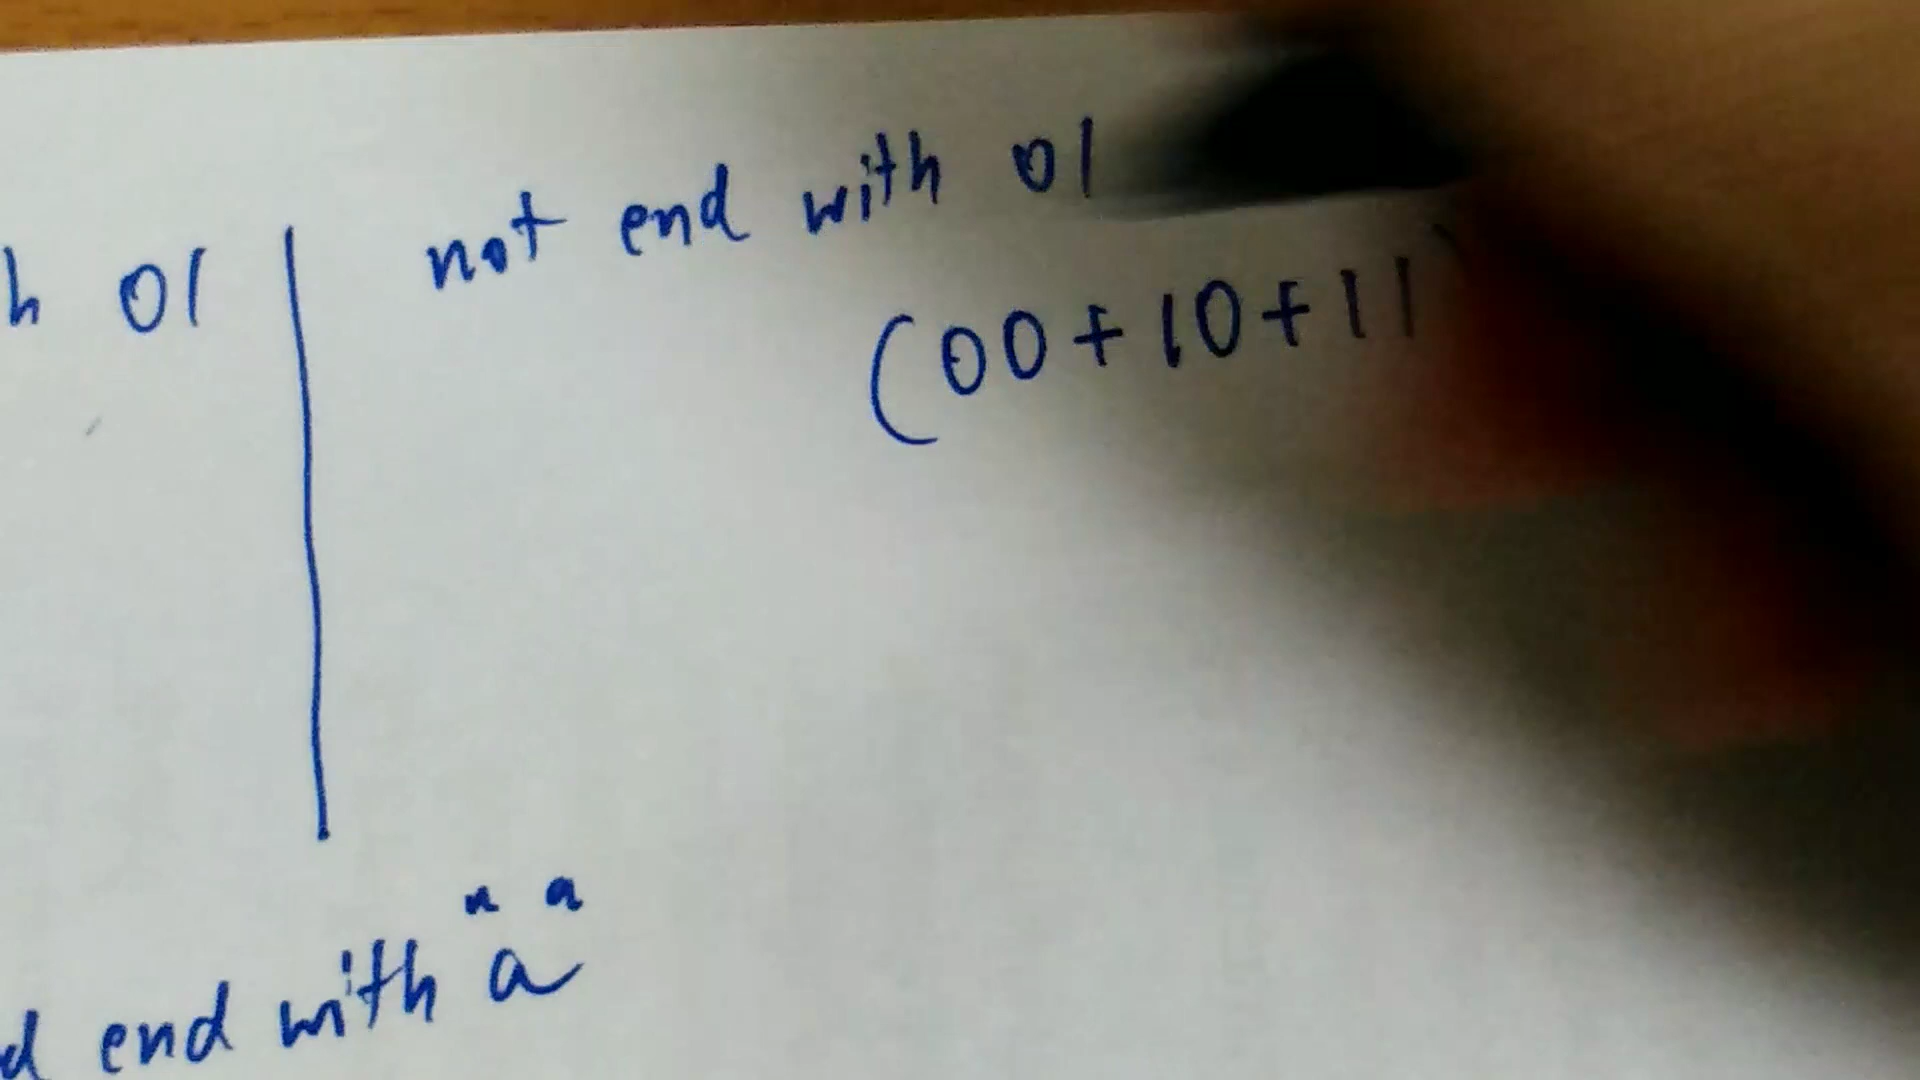 h 01
not end with 01
(00+10+11)
a a
d end with a